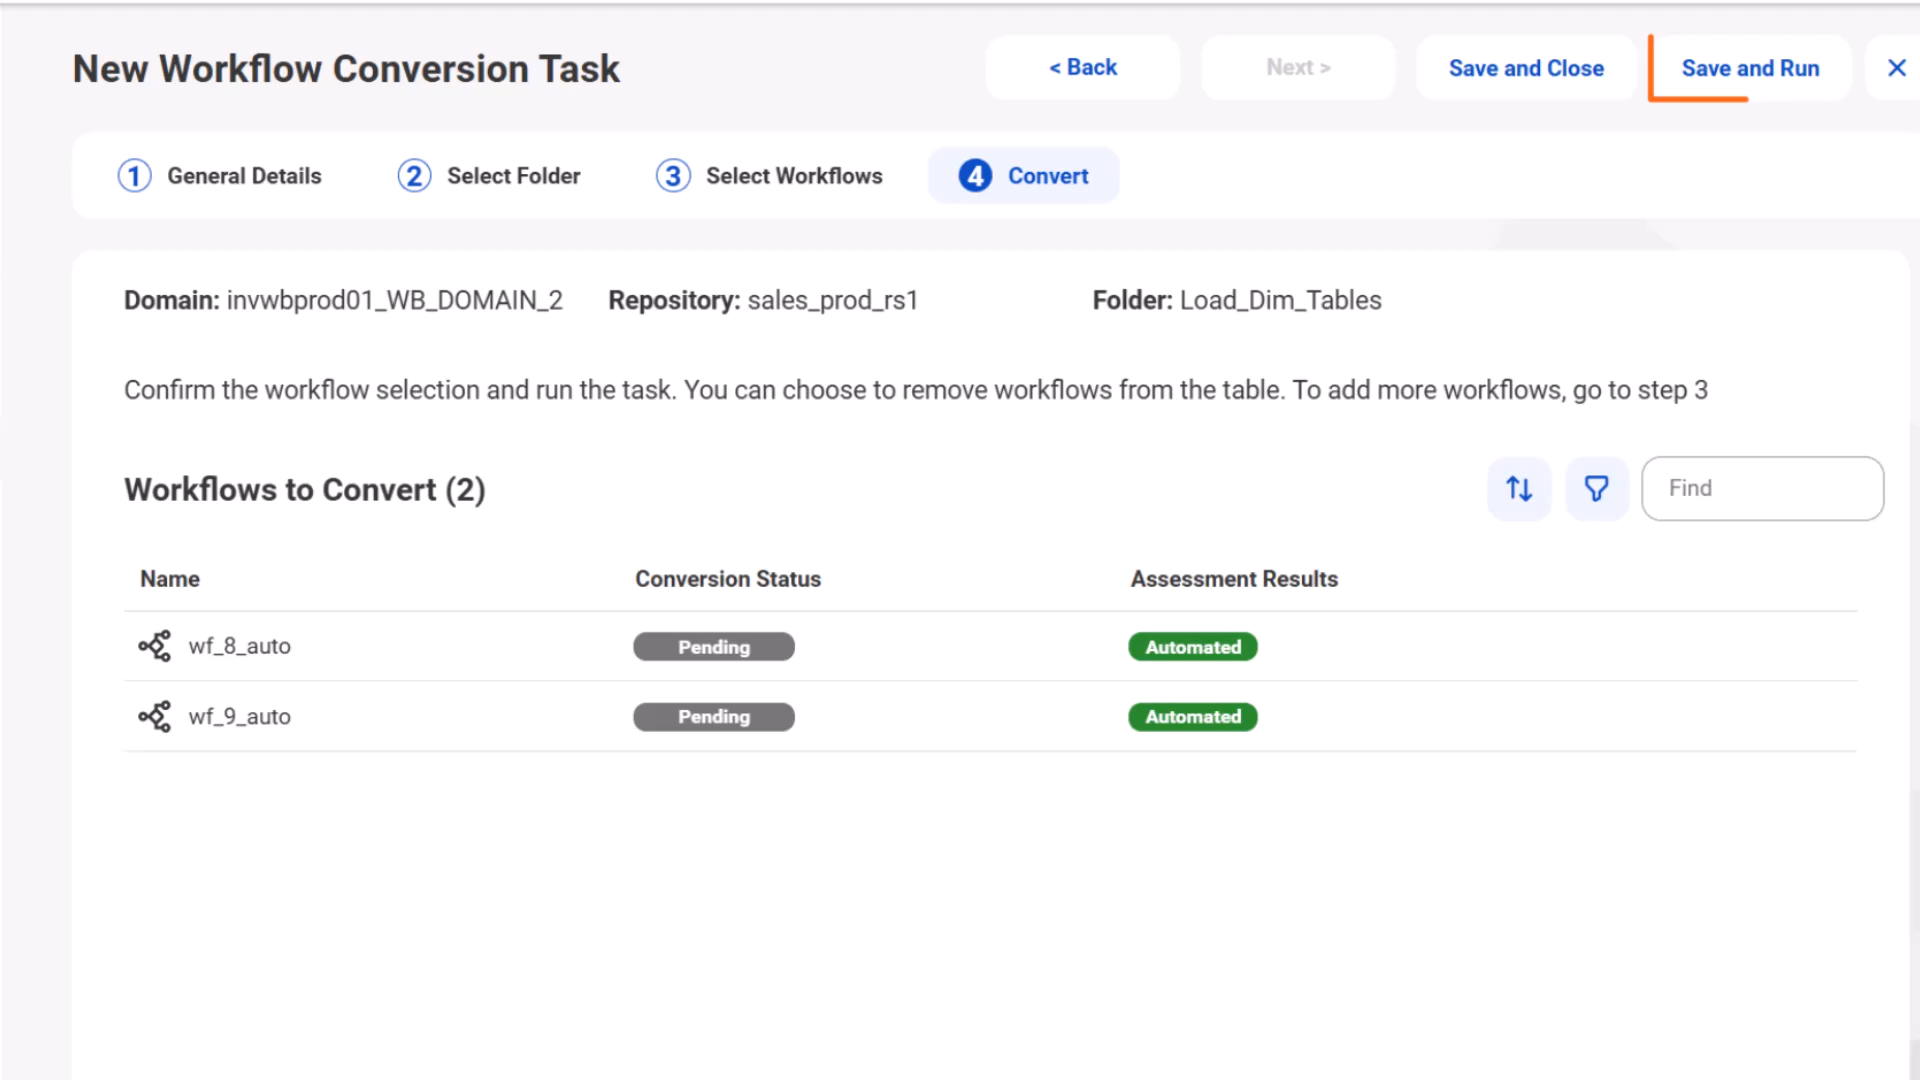 New Workflow Conversion Task
< Back
Next >
Save and Close
Save and Run
1 General Details
2 Select Folder
3 Select Workflows
4 Convert
Domain: invwbprod01_WB_DOMAIN_2 Repository: sales_prod_rs1 Folder: Load_Dim_Tables
Confirm the workflow selection and run the task. You can choose to remove workflows from the table. To add more workflows, go to step 3
Workflows to Convert (2)
Find
Name Conversion Status Assessment Results
wf_8_auto Pending Automated
wf_9_auto Pending Automated